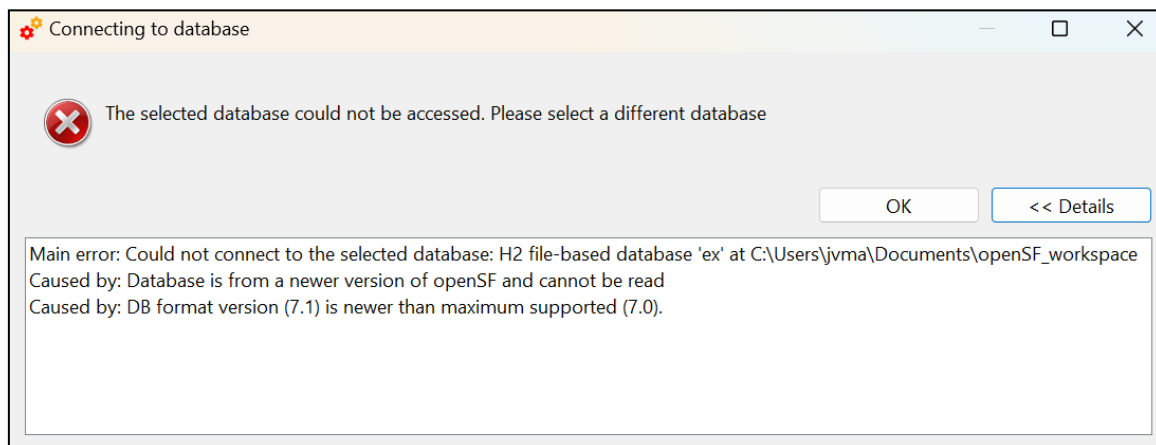 Connecting to database
The selected database could not be accessed. Please select a different database
OK
<< Details
Main error: Could not connect to the selected database: H2 file-based database 'ex' at C:\Users\jvma\Documents\openSF_workspace
Caused by: Database is from a newer version of openSF and cannot be read
Caused by: DB format version (7.1) is newer than maximum supported (7.0).